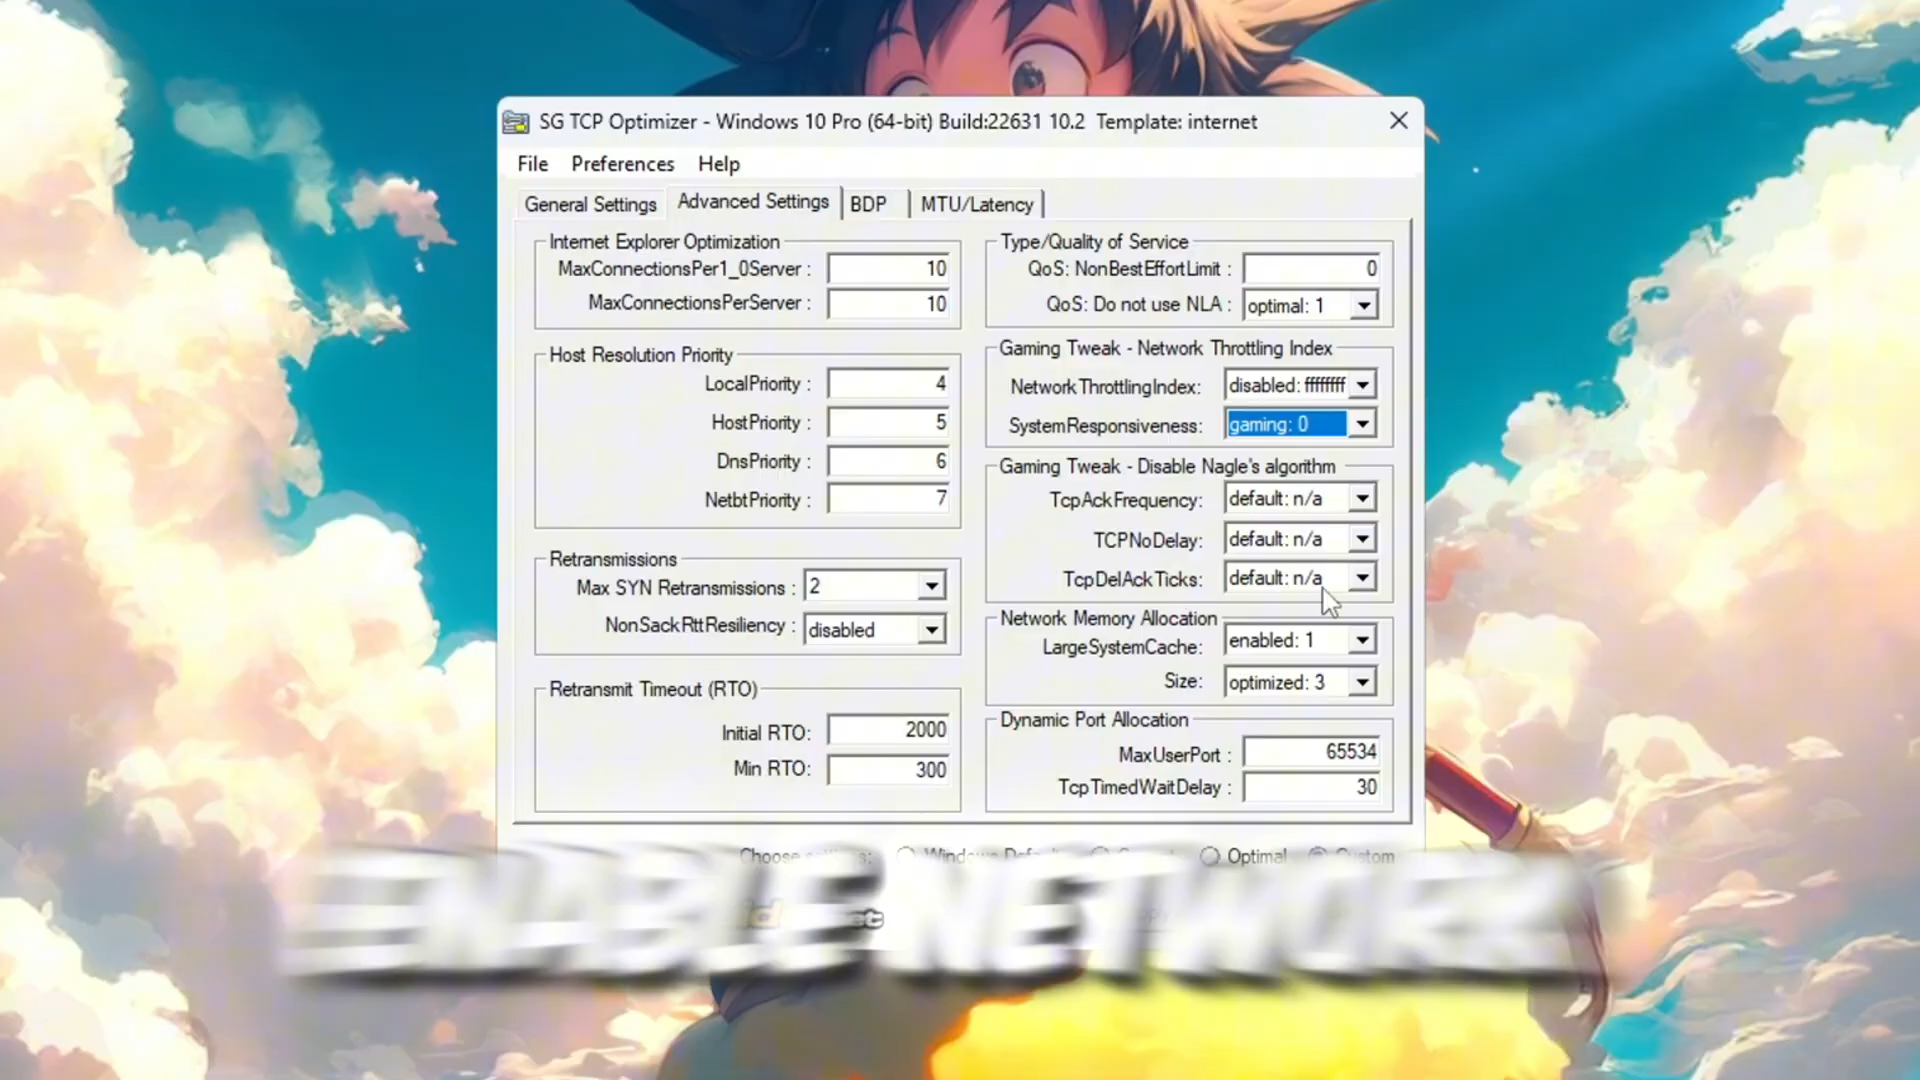 SG TCP Optimizer - Windows 10 Pro (64-bit) Build:22631 10.2 Template: internet
File Preferences Help
General Settings Advanced Settings BDP MTU/Latency
Internet Explorer Optimization
MaxConnectionsPer1_0Server : 10
MaxConnectionsPerServer : 10
Host Resolution Priority
LocalPriority : 4
HostPriority : 5
DnsPriority : 6
NetbtPriority : 7
Retransmissions
Max SYN Retransmissions : 2
NonSackRttResiliency : disabled
Retransmit Timeout (RTO)
Initial RTO: 2000
Min RTO: 300
Type/Quality of Service
QoS: NonBestEffortLimit : 0
QoS: Do not use NLA : optimal: 1
Gaming Tweak - Network Throttling Index
NetworkThrottlingIndex: disabled: ffffffff
SystemResponsiveness: gaming: 0
Gaming Tweak - Disable Nagle's algorithm
TcpAckFrequency: default: n/a
TCPNoDelay: default: n/a
TcpDelAckTicks: default: n/a
Network Memory Allocation
LargeSystemCache: enabled: 1
Size: optimized: 3
Dynamic Port Allocation
MaxUserPort : 65534
TcpTimedWaitDelay : 30
Choose Windows Optimal Custom
ENABLE NETWORK